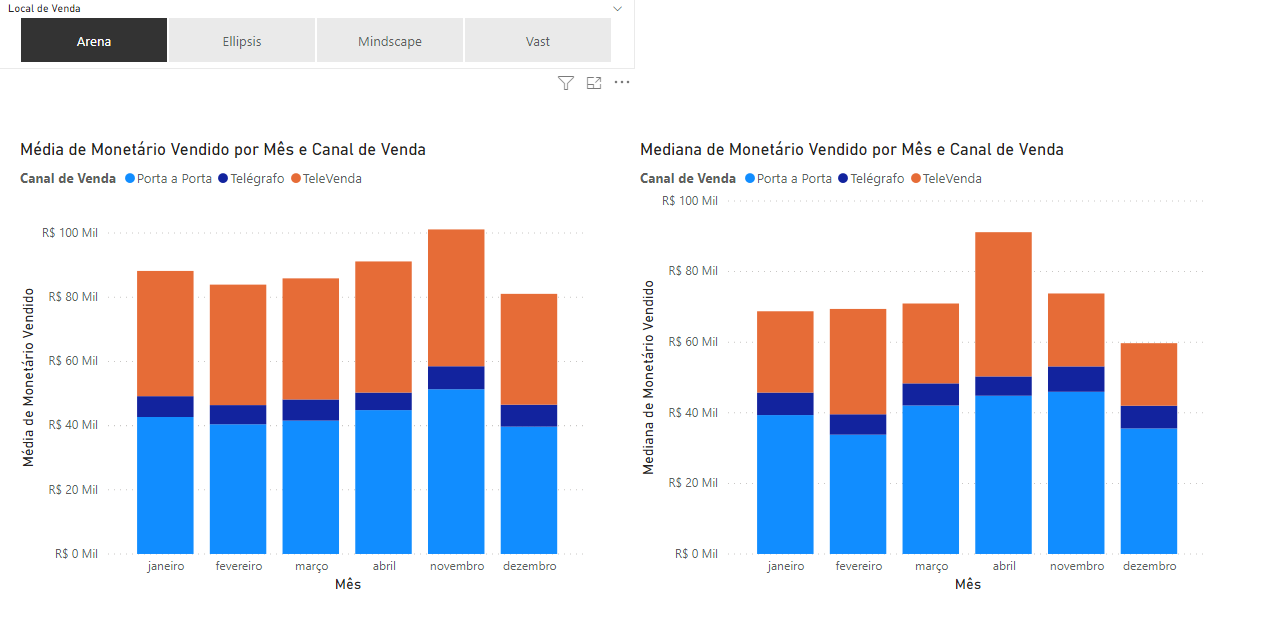 Local de Venda
Arena Ellipsis Mindscape Vast
Média de Monetário Vendido por Mês e Canal de Venda
Canal de Venda Porta a Porta Telégrafo TeleVenda
R$ 100 Mil
R$ 80 Mil
R$ 60 Mil
R$ 40 Mil
R$ 20 Mil
R$ 0 Mil
Média de Monetário Vendido
janeiro fevereiro março abril novembro dezembro
Mês
Mediana de Monetário Vendido por Mês e Canal de Venda
Canal de Venda Porta a Porta Telégrafo TeleVenda
R$ 100 Mil
R$ 80 Mil
R$ 60 Mil
R$ 40 Mil
R$ 20 Mil
R$ 0 Mil
Mediana de Monetário Vendido
janeiro fevereiro março abril novembro dezembro
Mês